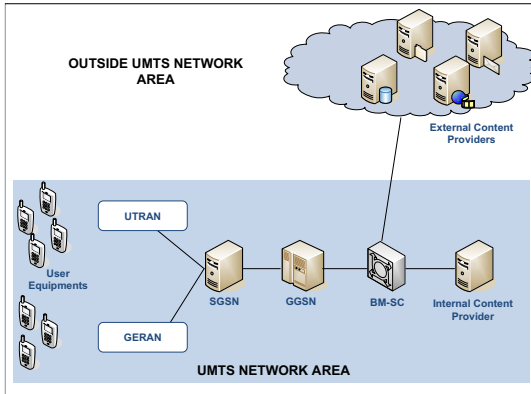 OUTSIDE UMTS NETWORK
AREA
External Content
Providers
UTRAN
User
Equipments
SGSN
GGSN
BM-SC
Internal Content
Provider
GERAN
UMTS NETWORK AREA